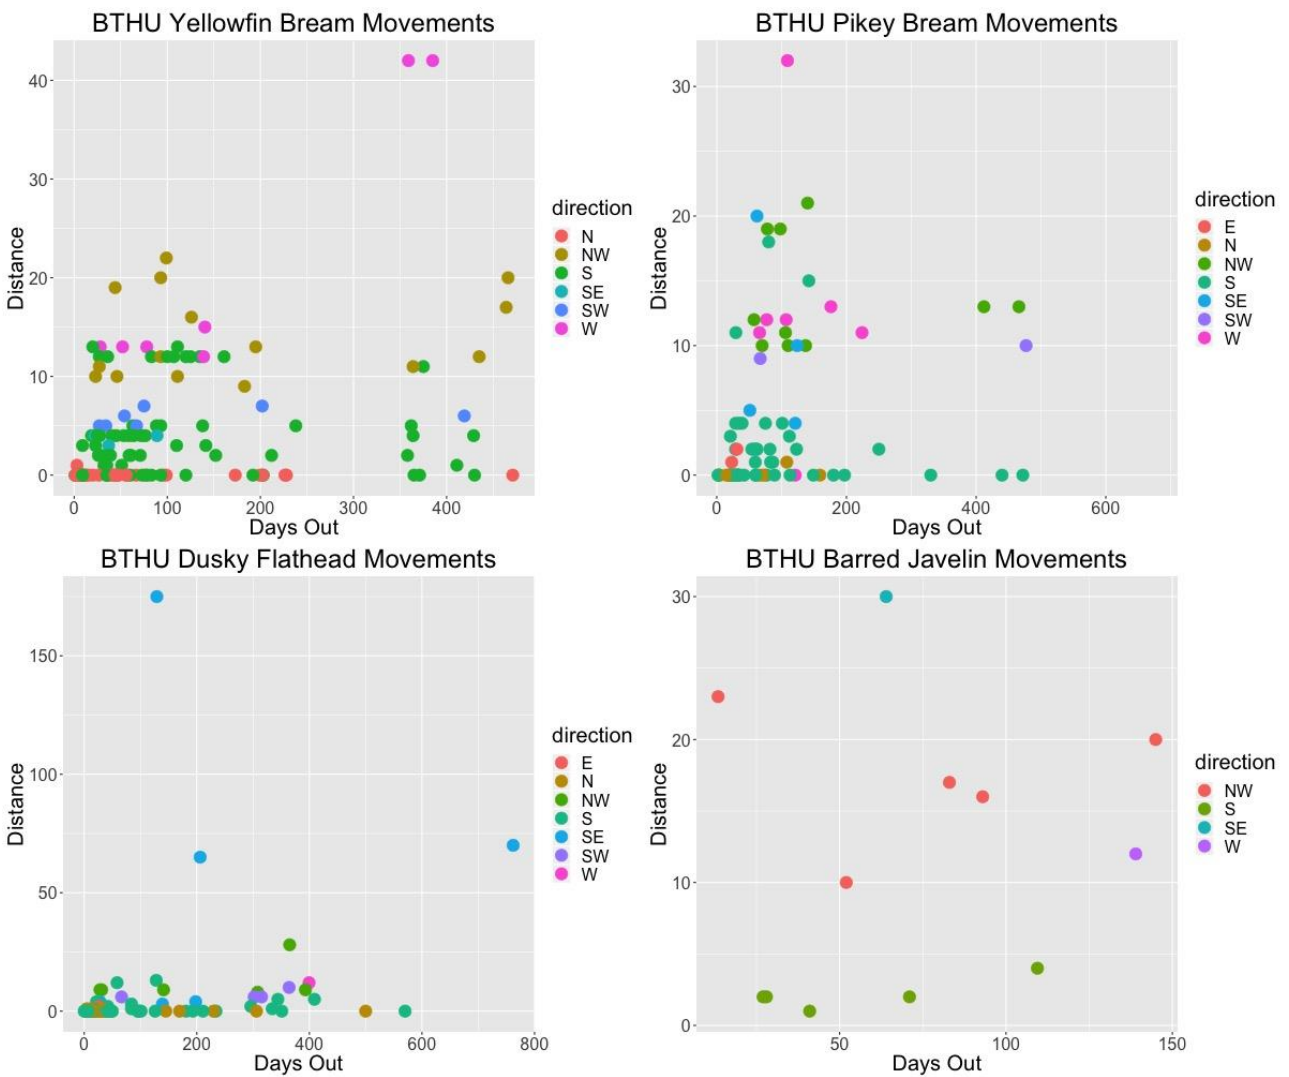 BTHU Yellowfin Bream Movements
40
30
20
10
0
Distance
0 100 200 300 400
Days Out
direction
N
NW
S
SE
SW
W
BTHU Pikey Bream Movements
30
20
10
0
Distance
0 200 400 600
Days Out
direction
E
N
NW
S
SE
SW
W
BTHU Dusky Flathead Movements
150
100
50
0
Distance
0 200 400 600 800
Days Out
direction
E
N
NW
S
SE
SW
W
BTHU Barred Javelin Movements
30
20
10
0
Distance
50 100 150
Days Out
direction
NW
S
SE
W